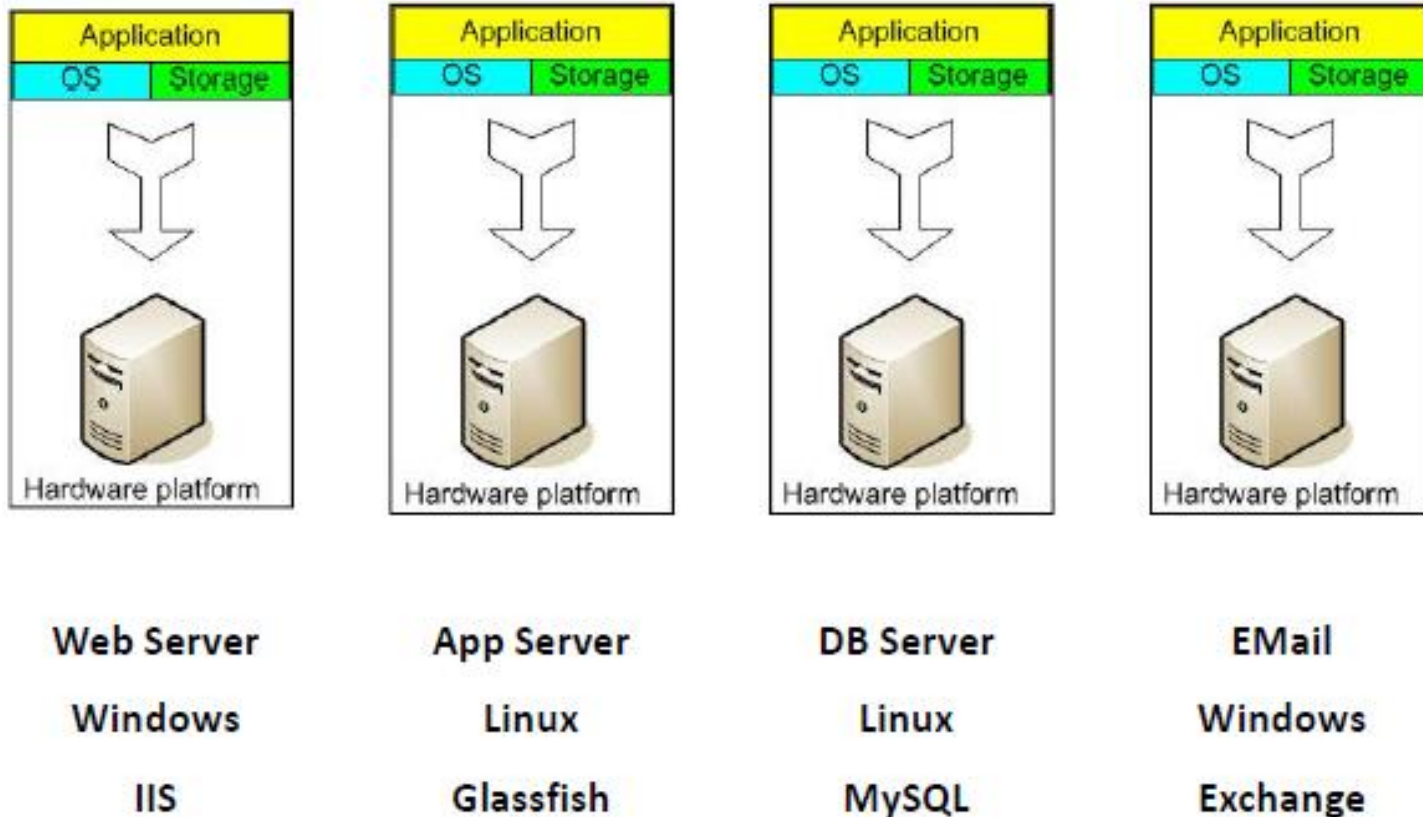 Application
OS Storage
Hardware platform
Application
OS Storage
Hardware platform
Application
OS Storage
Hardware platform
Application
OS Storage
Hardware platform
Web Server
Windows
IIS
App Server
Linux
Glassfish
DB Server
Linux
MySQL
EMail
Windows
Exchange